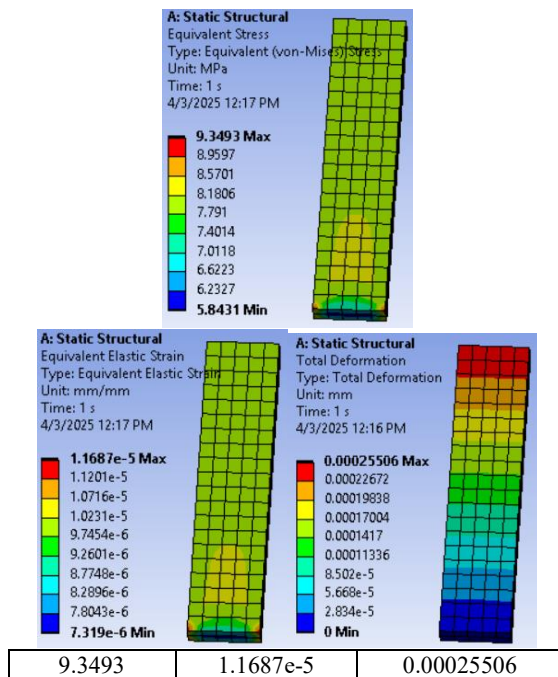 A: Static Structural
Equivalent Stress
Type: Equivalent (von-Mises) Stress
Unit: MPa
Time: 1 s
4/3/2025 12:17 PM
9.3493 Max
8.9597
8.5701
8.1806
7.791
7.4014
7.0118
6.6223
6.2327
5.8431 Min
A: Static Structural
Equivalent Elastic Strain
Type: Equivalent Elastic Strain
Unit: mm/mm
Time: 1 s
4/3/2025 12:17 PM
1.1687e-5 Max
1.1201e-5
1.0716e-5
1.0231e-5
9.7454e-6
9.2601e-6
8.7748e-6
8.2896e-6
7.8043e-6
7.319e-6 Min
A: Static Structural
Total Deformation
Type: Total Deformation
Unit: mm
Time: 1 s
4/3/2025 12:16 PM
0.00025506 Max
0.00022672
0.00019838
0.00017004
0.0001417
0.00011336
8.502e-5
5.668e-5
2.834e-5
0 Min
9.3493 1.1687e-5 0.00025506